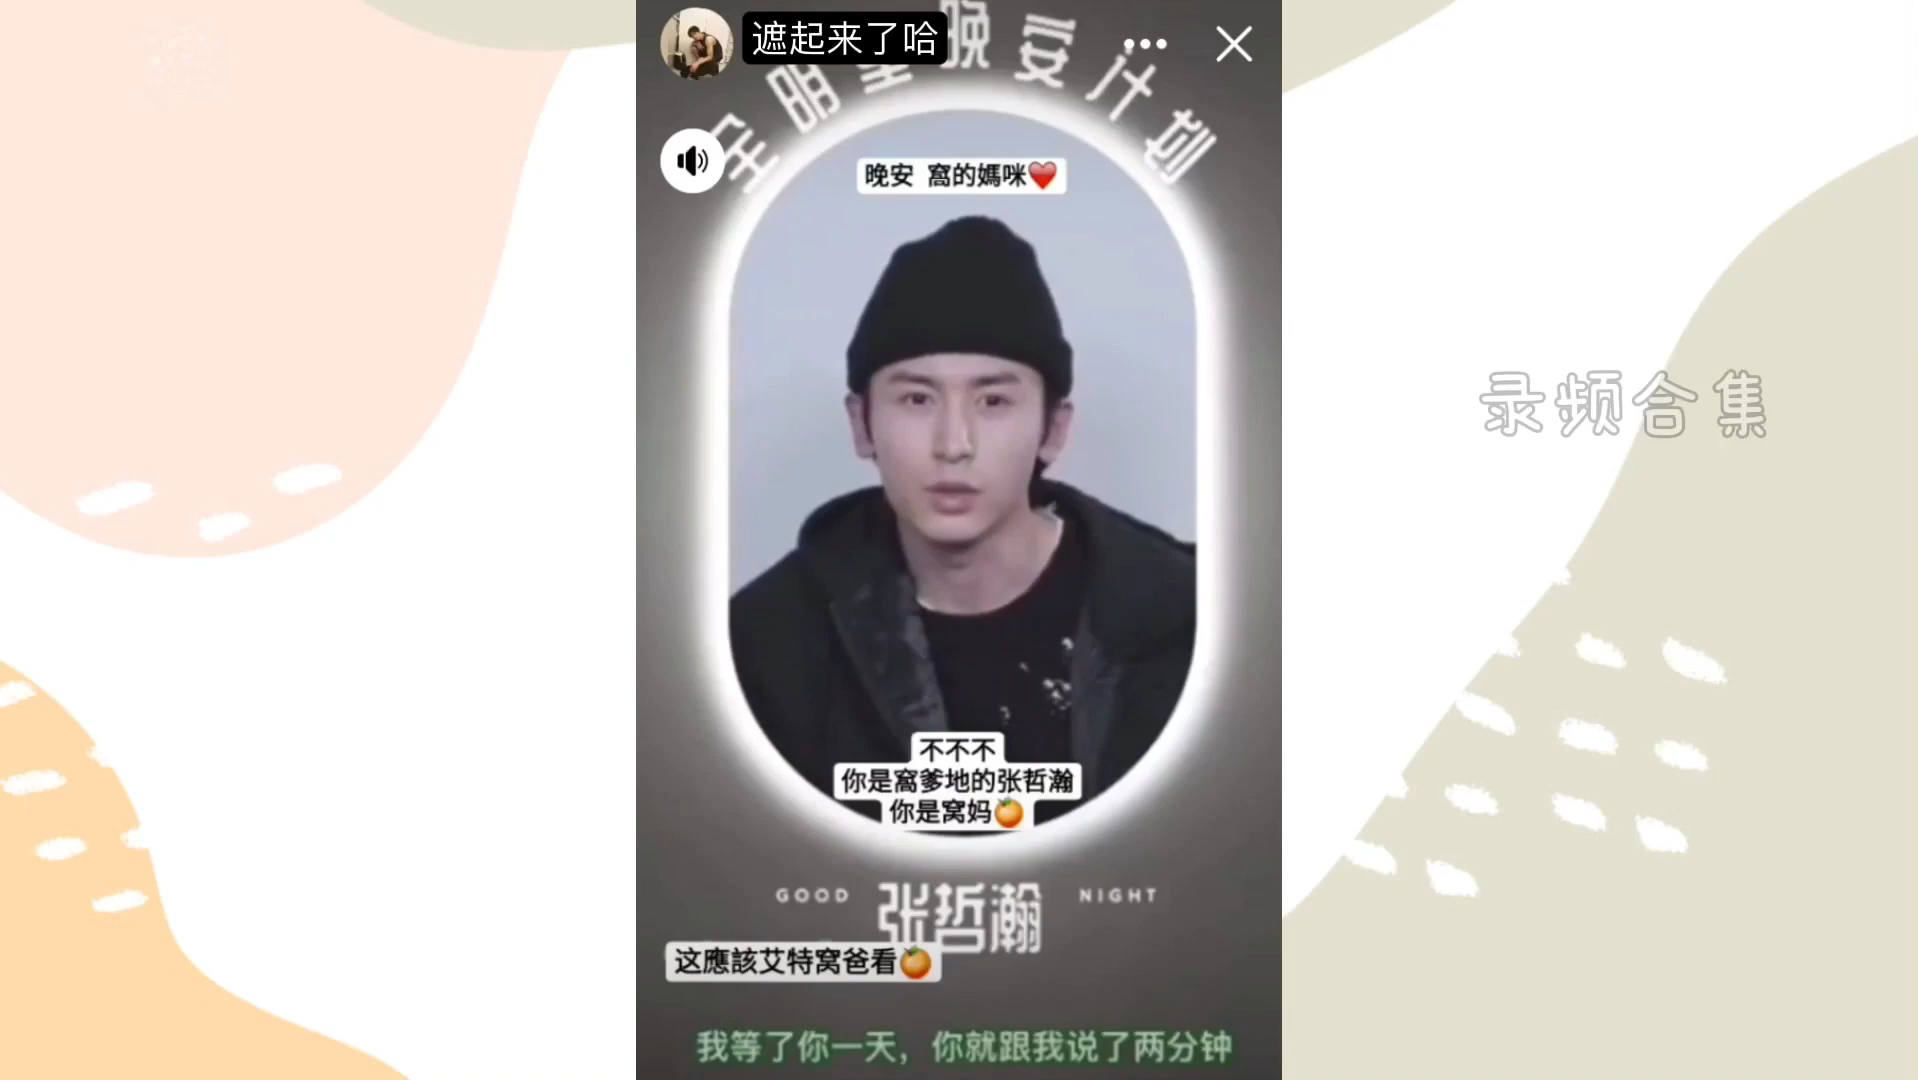 遮起来了哈
全明星晚安计划
晚安 窩的媽咪❤️
录频合集
不不不
你是窩爹地的张哲瀚
你是窝妈🍊
GOOD 张哲瀚 NIGHT
这應該艾特窝爸看🍊
我等了你一天，你就跟我说了两分钟